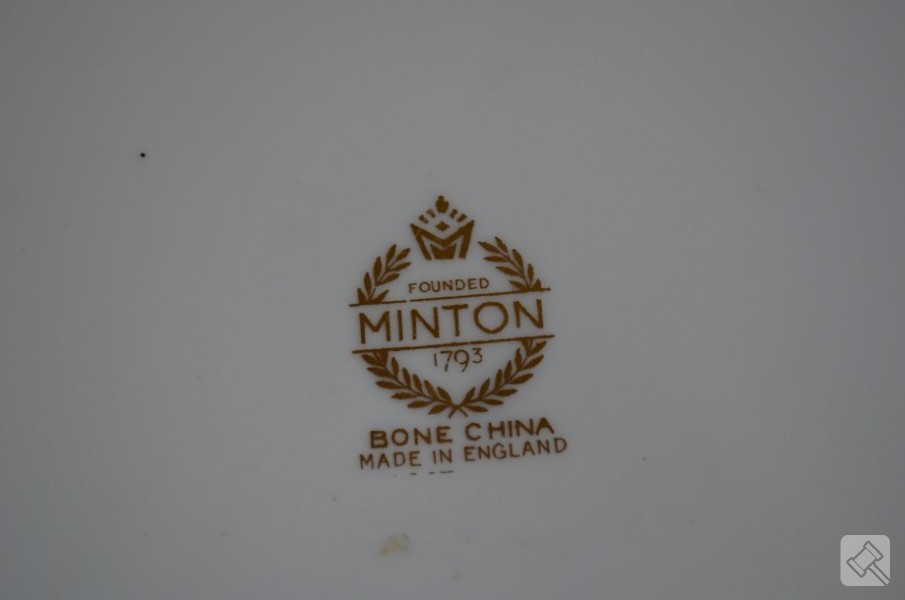 FOUNDED
MINTON
1793
BONE CHINA
MADE IN ENGLAND